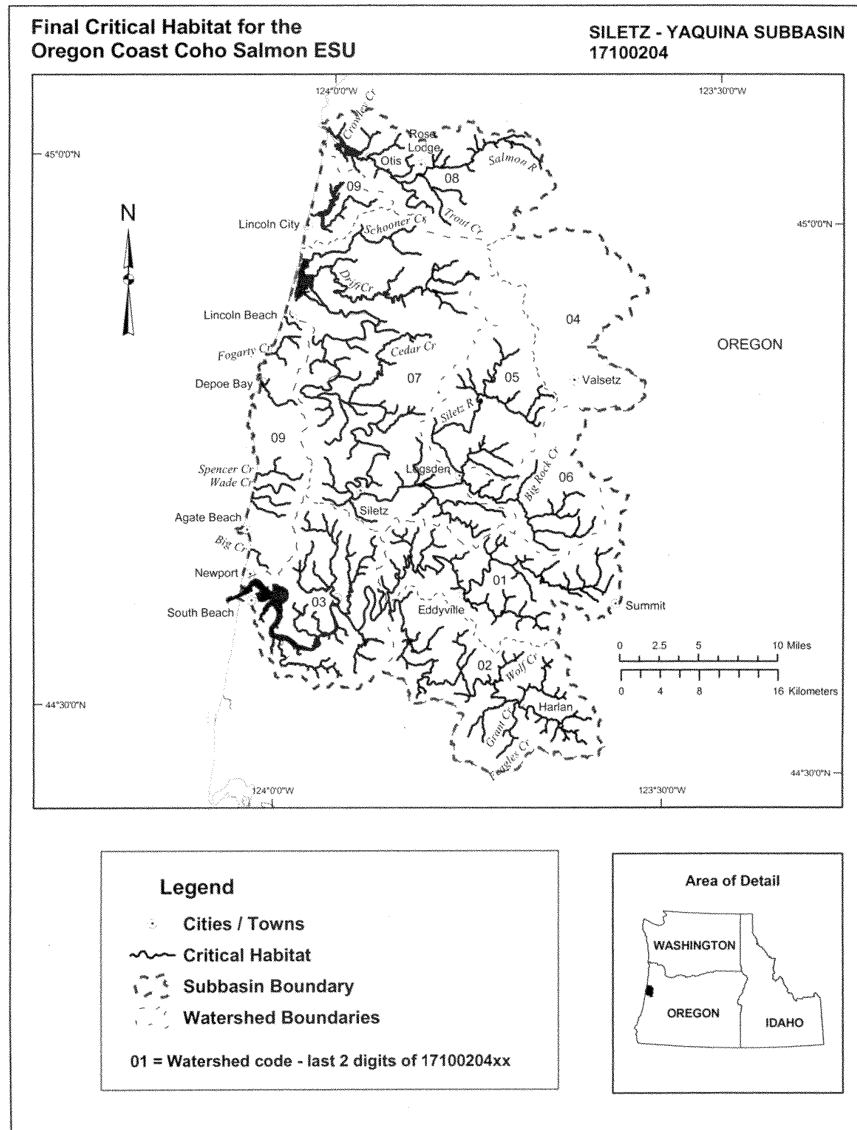 Final Critical Habitat for the
Oregon Coast Coho Salmon ESU
SILETZ - YAQUINA SUBBASIN
17100204
124°0'0"W
123°30'0"W
Crowley Cr
Rose
Lodge
45°0'0"N
Otis
Salmon R
08
09
N
Trout Cr
45°0'0"N
Lincoln City
Schooner Cr
Drift Cr
Lincoln Beach
04
OREGON
Fogarty Cr
Cedar Cr
Depoe Bay
07
05
Valsetz
Siletz R
09
Spencer Cr
Logsden
Big Rock Cr
06
Wade Cr
Siletz
Agate Beach
Big Cr
Newport
01
South Beach
03
Eddyville
Summit
0 5 10 Miles
02
Wolf Cr
0 4 8 16 Kilometers
44°30'0"N
Grant Cr
Harlan
Feagles Cr
44°30'0"N
124°0'0"W
123°30'0"W
Legend
Cities / Towns
Critical Habitat
Subbasin Boundary
Watershed Boundaries
01 = Watershed code - last 2 digits of 17100204xx
Area of Detail
WASHINGTON
OREGON
IDAHO